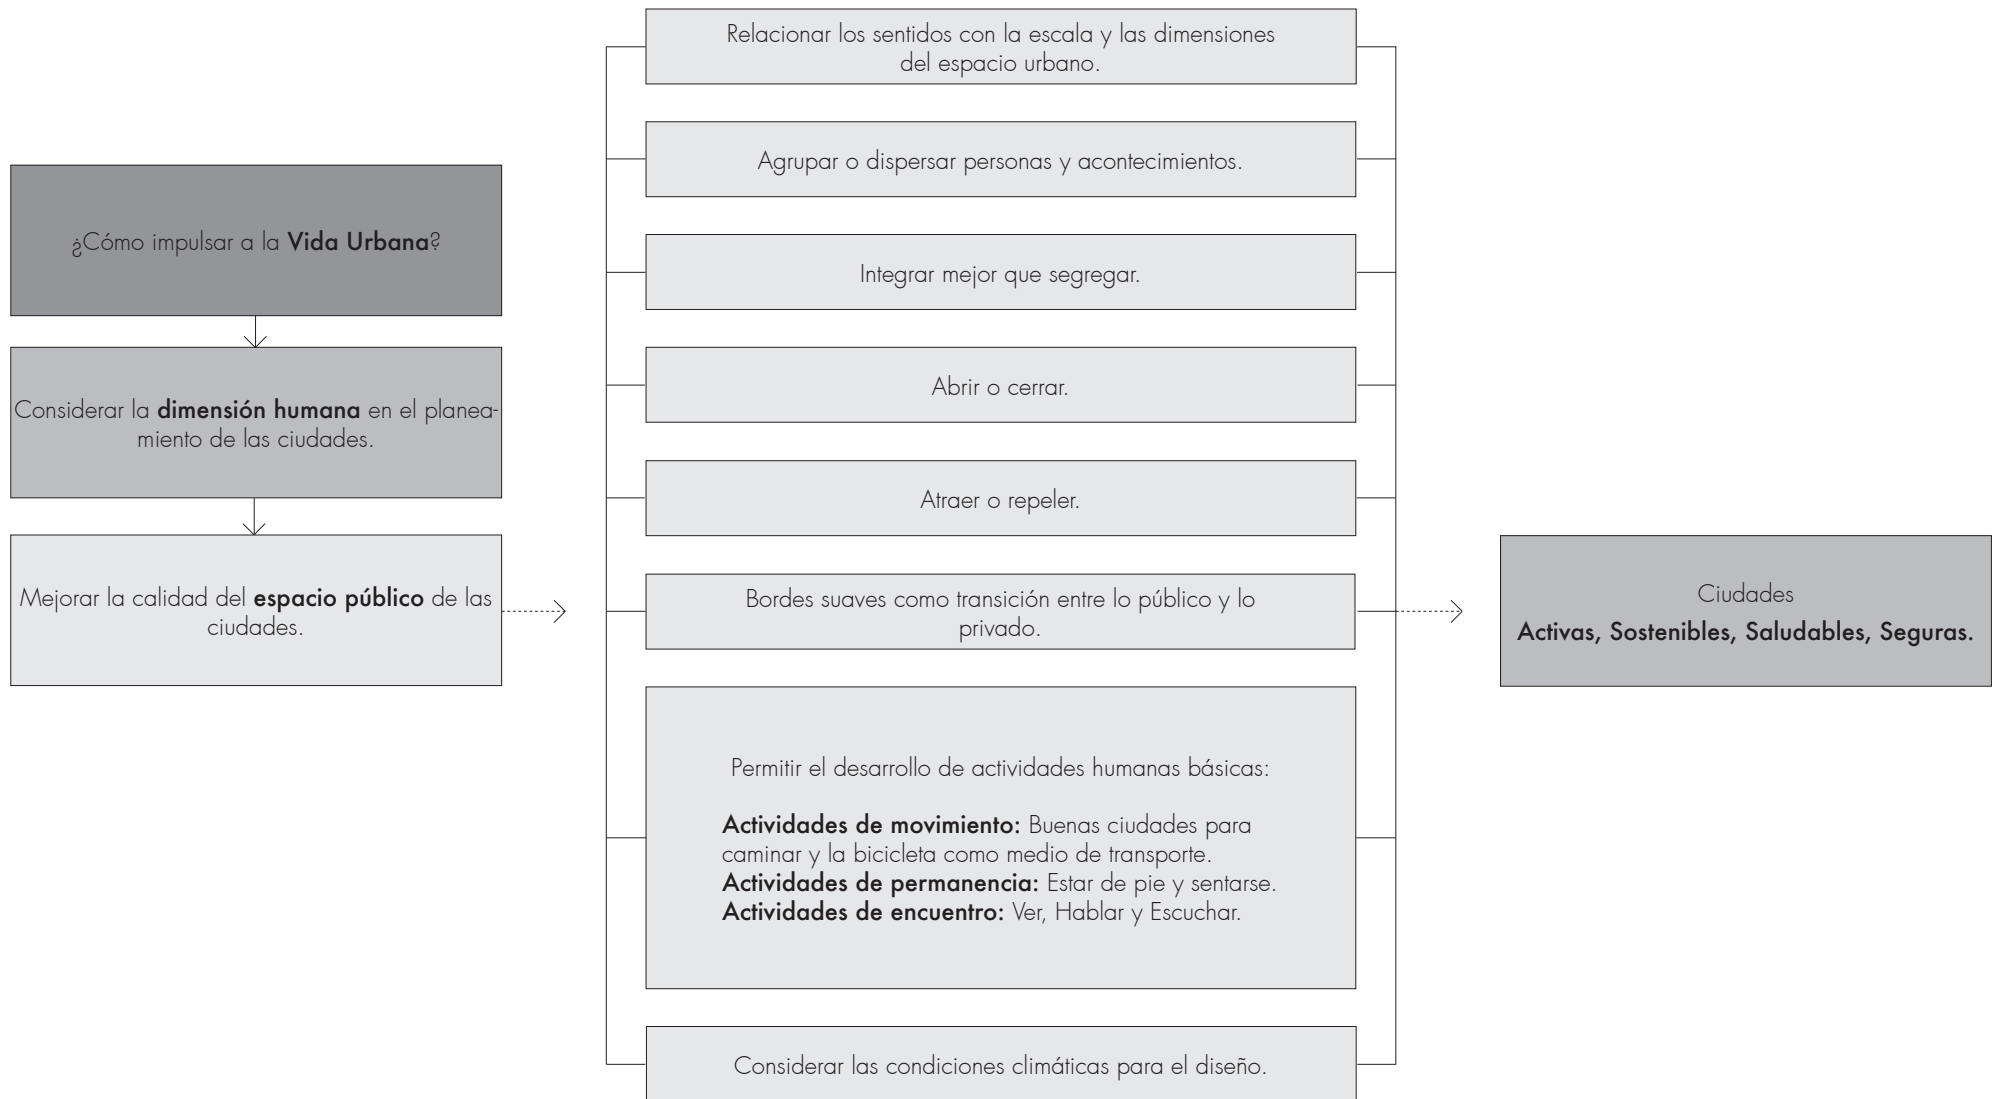 ¿Cómo impulsar a la Vida Urbana?
Considerar la dimensión humana en el planea-
miento de las ciudades.
Mejorar la calidad del espacio público de las
ciudades.
Relacionar los sentidos con la escala y las dimensiones
del espacio urbano.
Agrupar o dispersar personas y acontecimientos.
Integrar mejor que segregar.
Abrir o cerrar.
Atraer o repeler.
Bordes suaves como transición entre lo público y lo
privado.
Permitir el desarrollo de actividades humanas básicas:
Actividades de movimiento: Buenas ciudades para
caminar y la bicicleta como medio de transporte.
Actividades de permanencia: Estar de pie y sentarse.
Actividades de encuentro: Ver, Hablar y Escuchar.
Considerar las condiciones climáticas para el diseño.
Ciudades
Activas, Sostenibles, Saludables, Seguras.